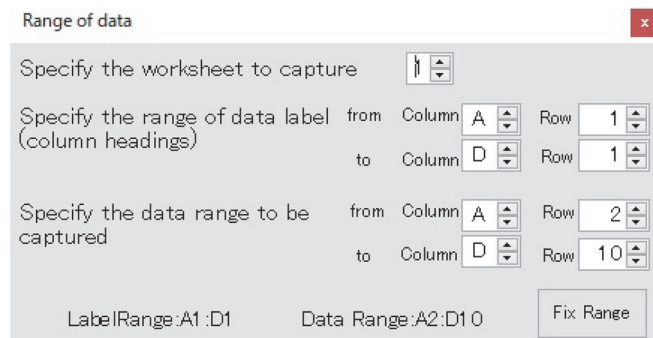 Range of data
x
Specify the worksheet to capture 1
Specify the range of data label from Column A Row 1
(column headings)
to Column D Row 1
Specify the data range to be from Column A Row 2
captured
to Column D Row 10
LabelRange:A1:D1 Data Range:A2:D10 Fix Range